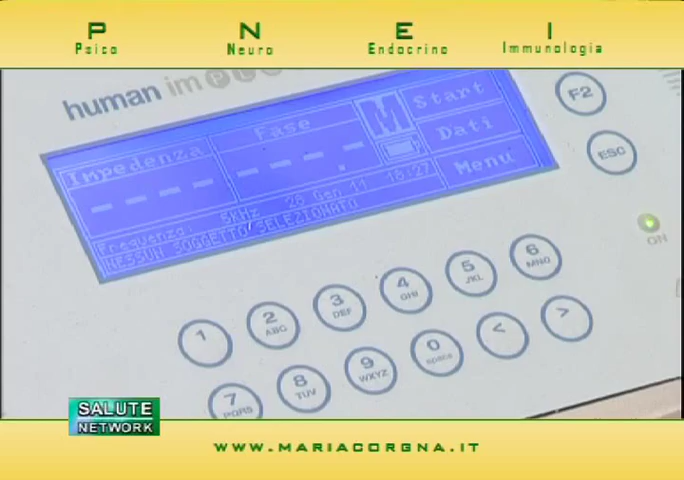 P N E I
Psico Neuro Endocrino Immunologia
human im
Impedenza Fase M Start
Dati
Menu
Frequenza: 5KHz 26 Gen 11 16:27
NESSUN SOGGETTO SELEZIONATO
F2
ESC
ON
1
2 ABC
3 DEF
4 GHI
5 JKL
6 MNO
7 PQRS
8 TUV
9 WXYZ
0 space
<
>
SALUTE
NETWORK
WWW.MARIACORGNA.IT